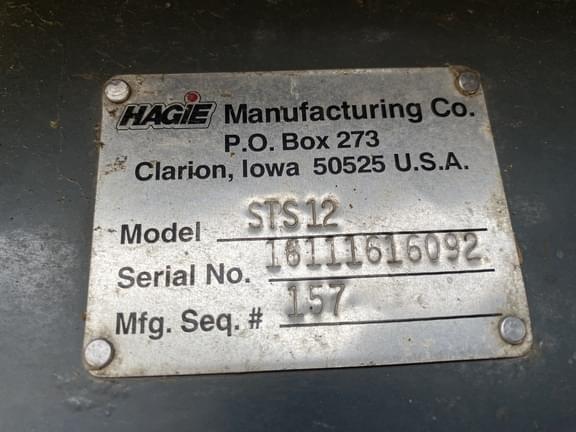 HAGIE Manufacturing Co.
P.O. Box 273
Clarion, Iowa 50525 U.S.A.
Model STS12
Serial No. 16111616092
Mfg. Seq. # 157